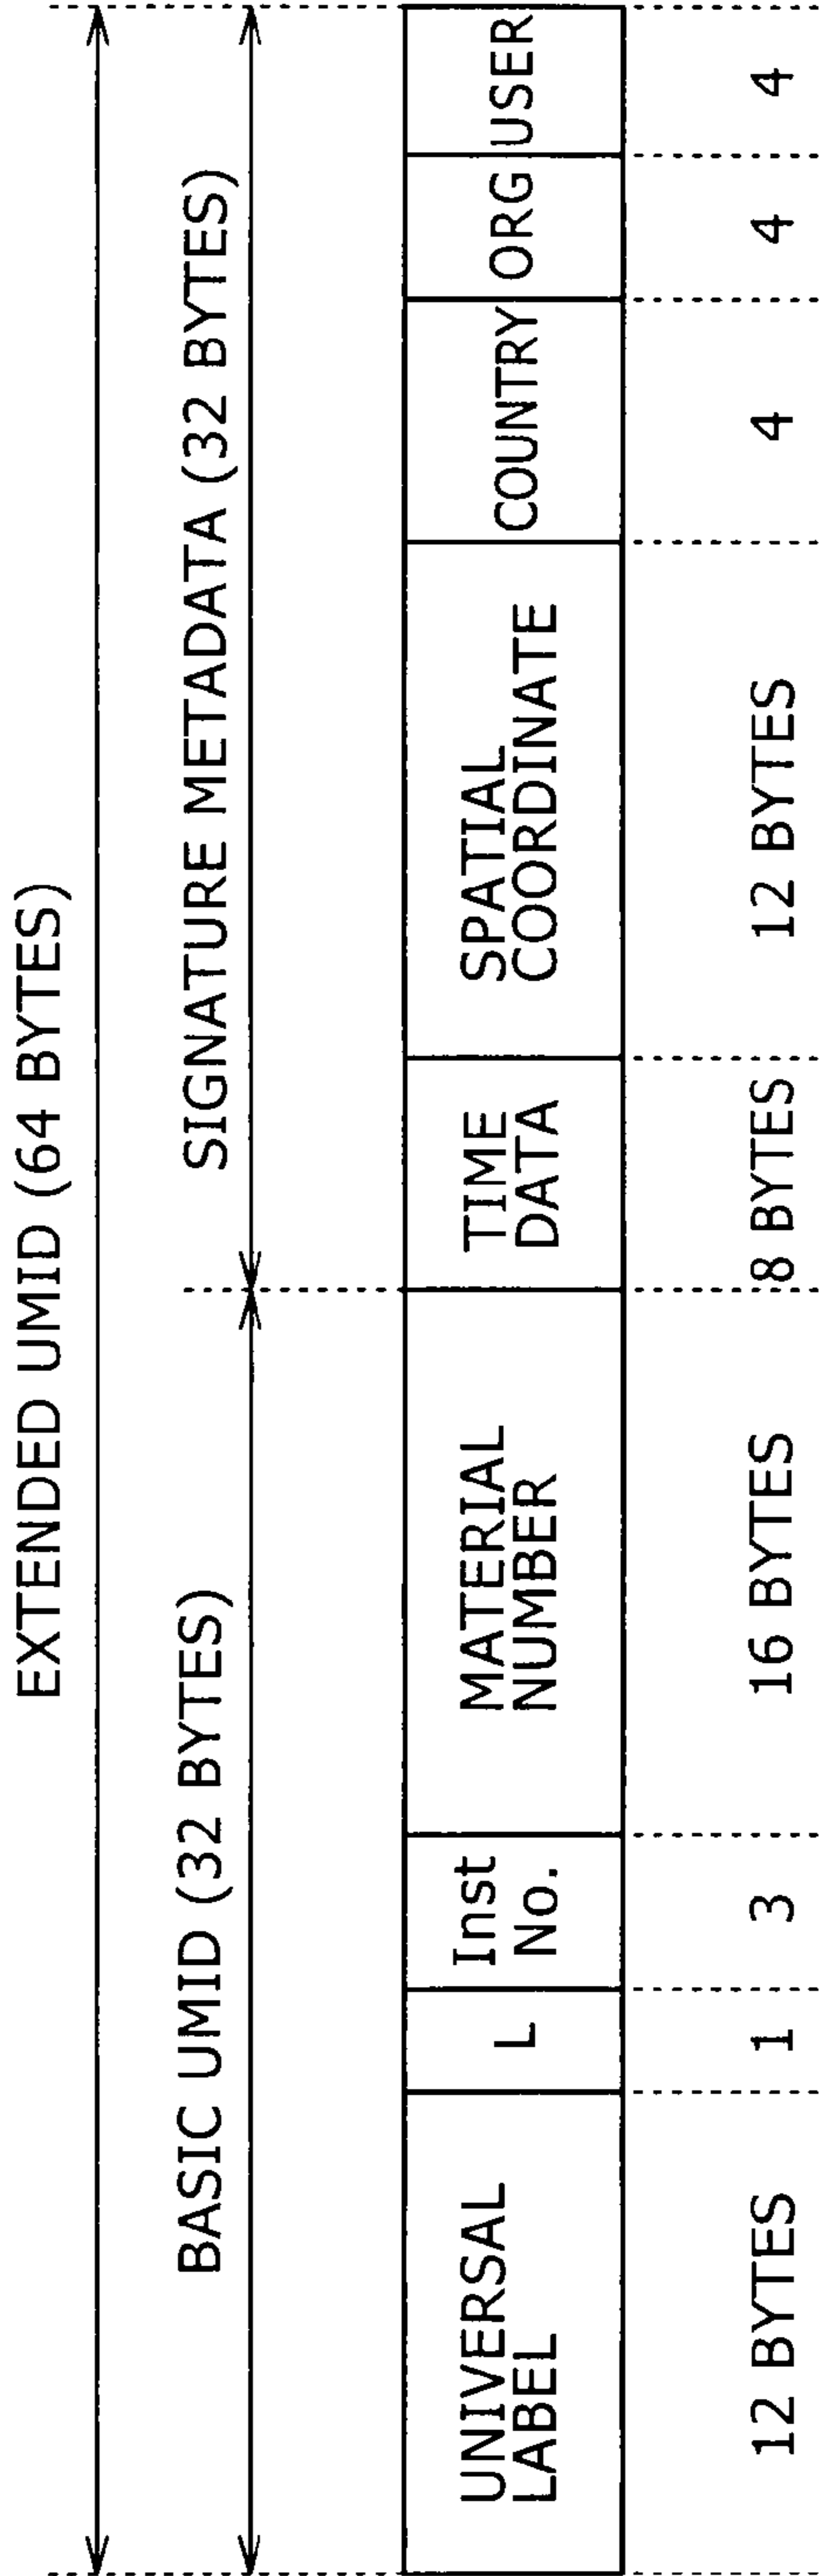 EXTENDED UMID (64 BYTES)
BASIC UMID (32 BYTES)
SIGNATURE METADATA (32 BYTES)
UNIVERSAL
LABEL
L
Inst
No.
MATERIAL
NUMBER
TIME
DATA
SPATIAL
COORDINATE
COUNTRY
ORG
USER
12 BYTES
1
3
16 BYTES
8 BYTES
12 BYTES
4
4
4